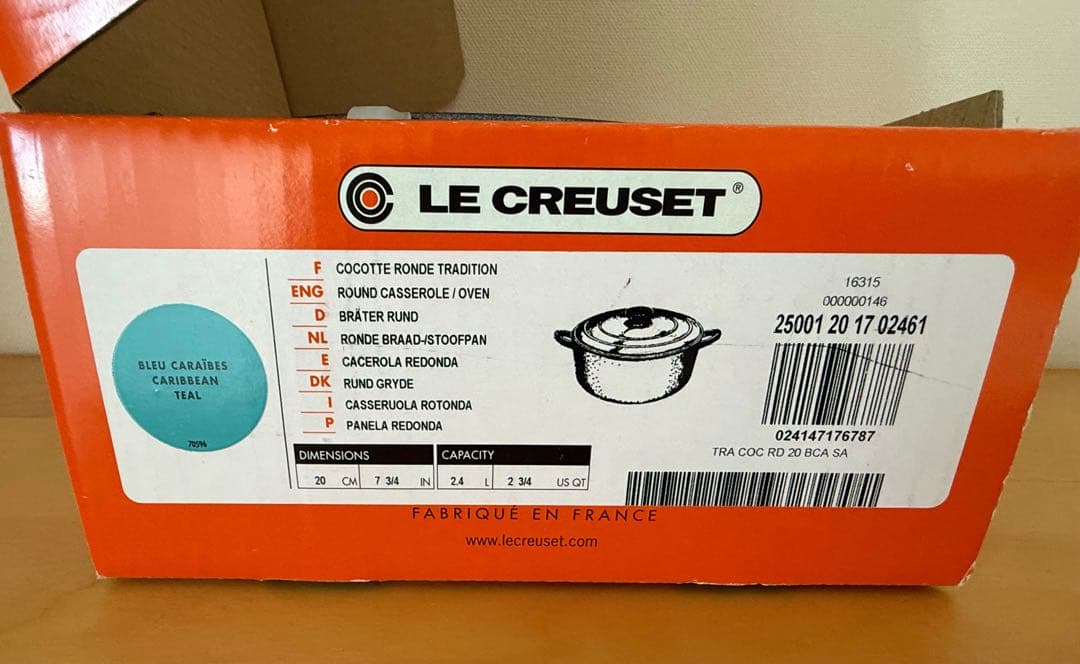 LE CREUSET®
BLEU CARAÏBES
CARIBBEAN
TEAL
70596
F COCOTTE RONDE TRADITION
ENG ROUND CASSEROLE / OVEN
D BRÄTER RUND
NL RONDE BRAAD-/STOOFPAN
E CACEROLA REDONDA
DK RUND GRYDE
I CASSERUOLA ROTONDA
P PANELA REDONDA
DIMENSIONS CAPACITY
20 CM 7 3/4 IN 2.4 L 2 3/4 US QT
16315
000000146
25001 20 17 02461
024147176787
TRA COC RD 20 BCA SA
FABRIQUÉ EN FRANCE
www.lecreuset.com